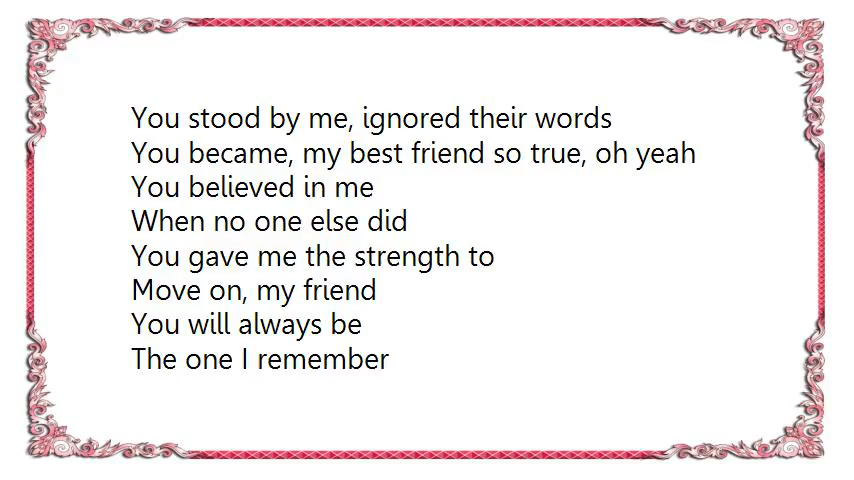 You stood by me, ignored their words
You became, my best friend so true, oh yeah
You believed in me
When no one else did
You gave me the strength to
Move on, my friend
You will always be
The one I remember